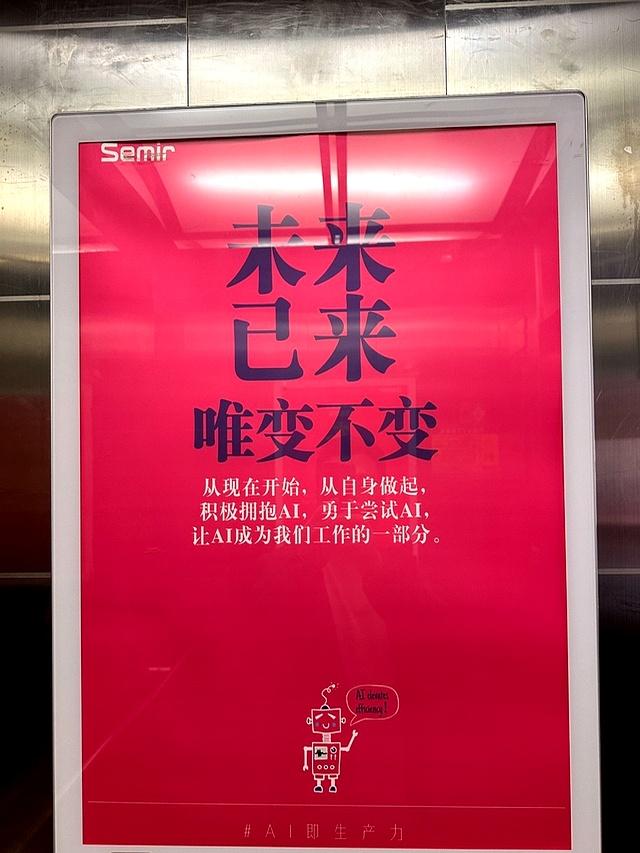 Semir
未来
已来
唯变不变
从现在开始，从自身做起，
积极拥抱AI，勇于尝试AI，
让AI成为我们工作的一部分。
AI
#AI即生产力